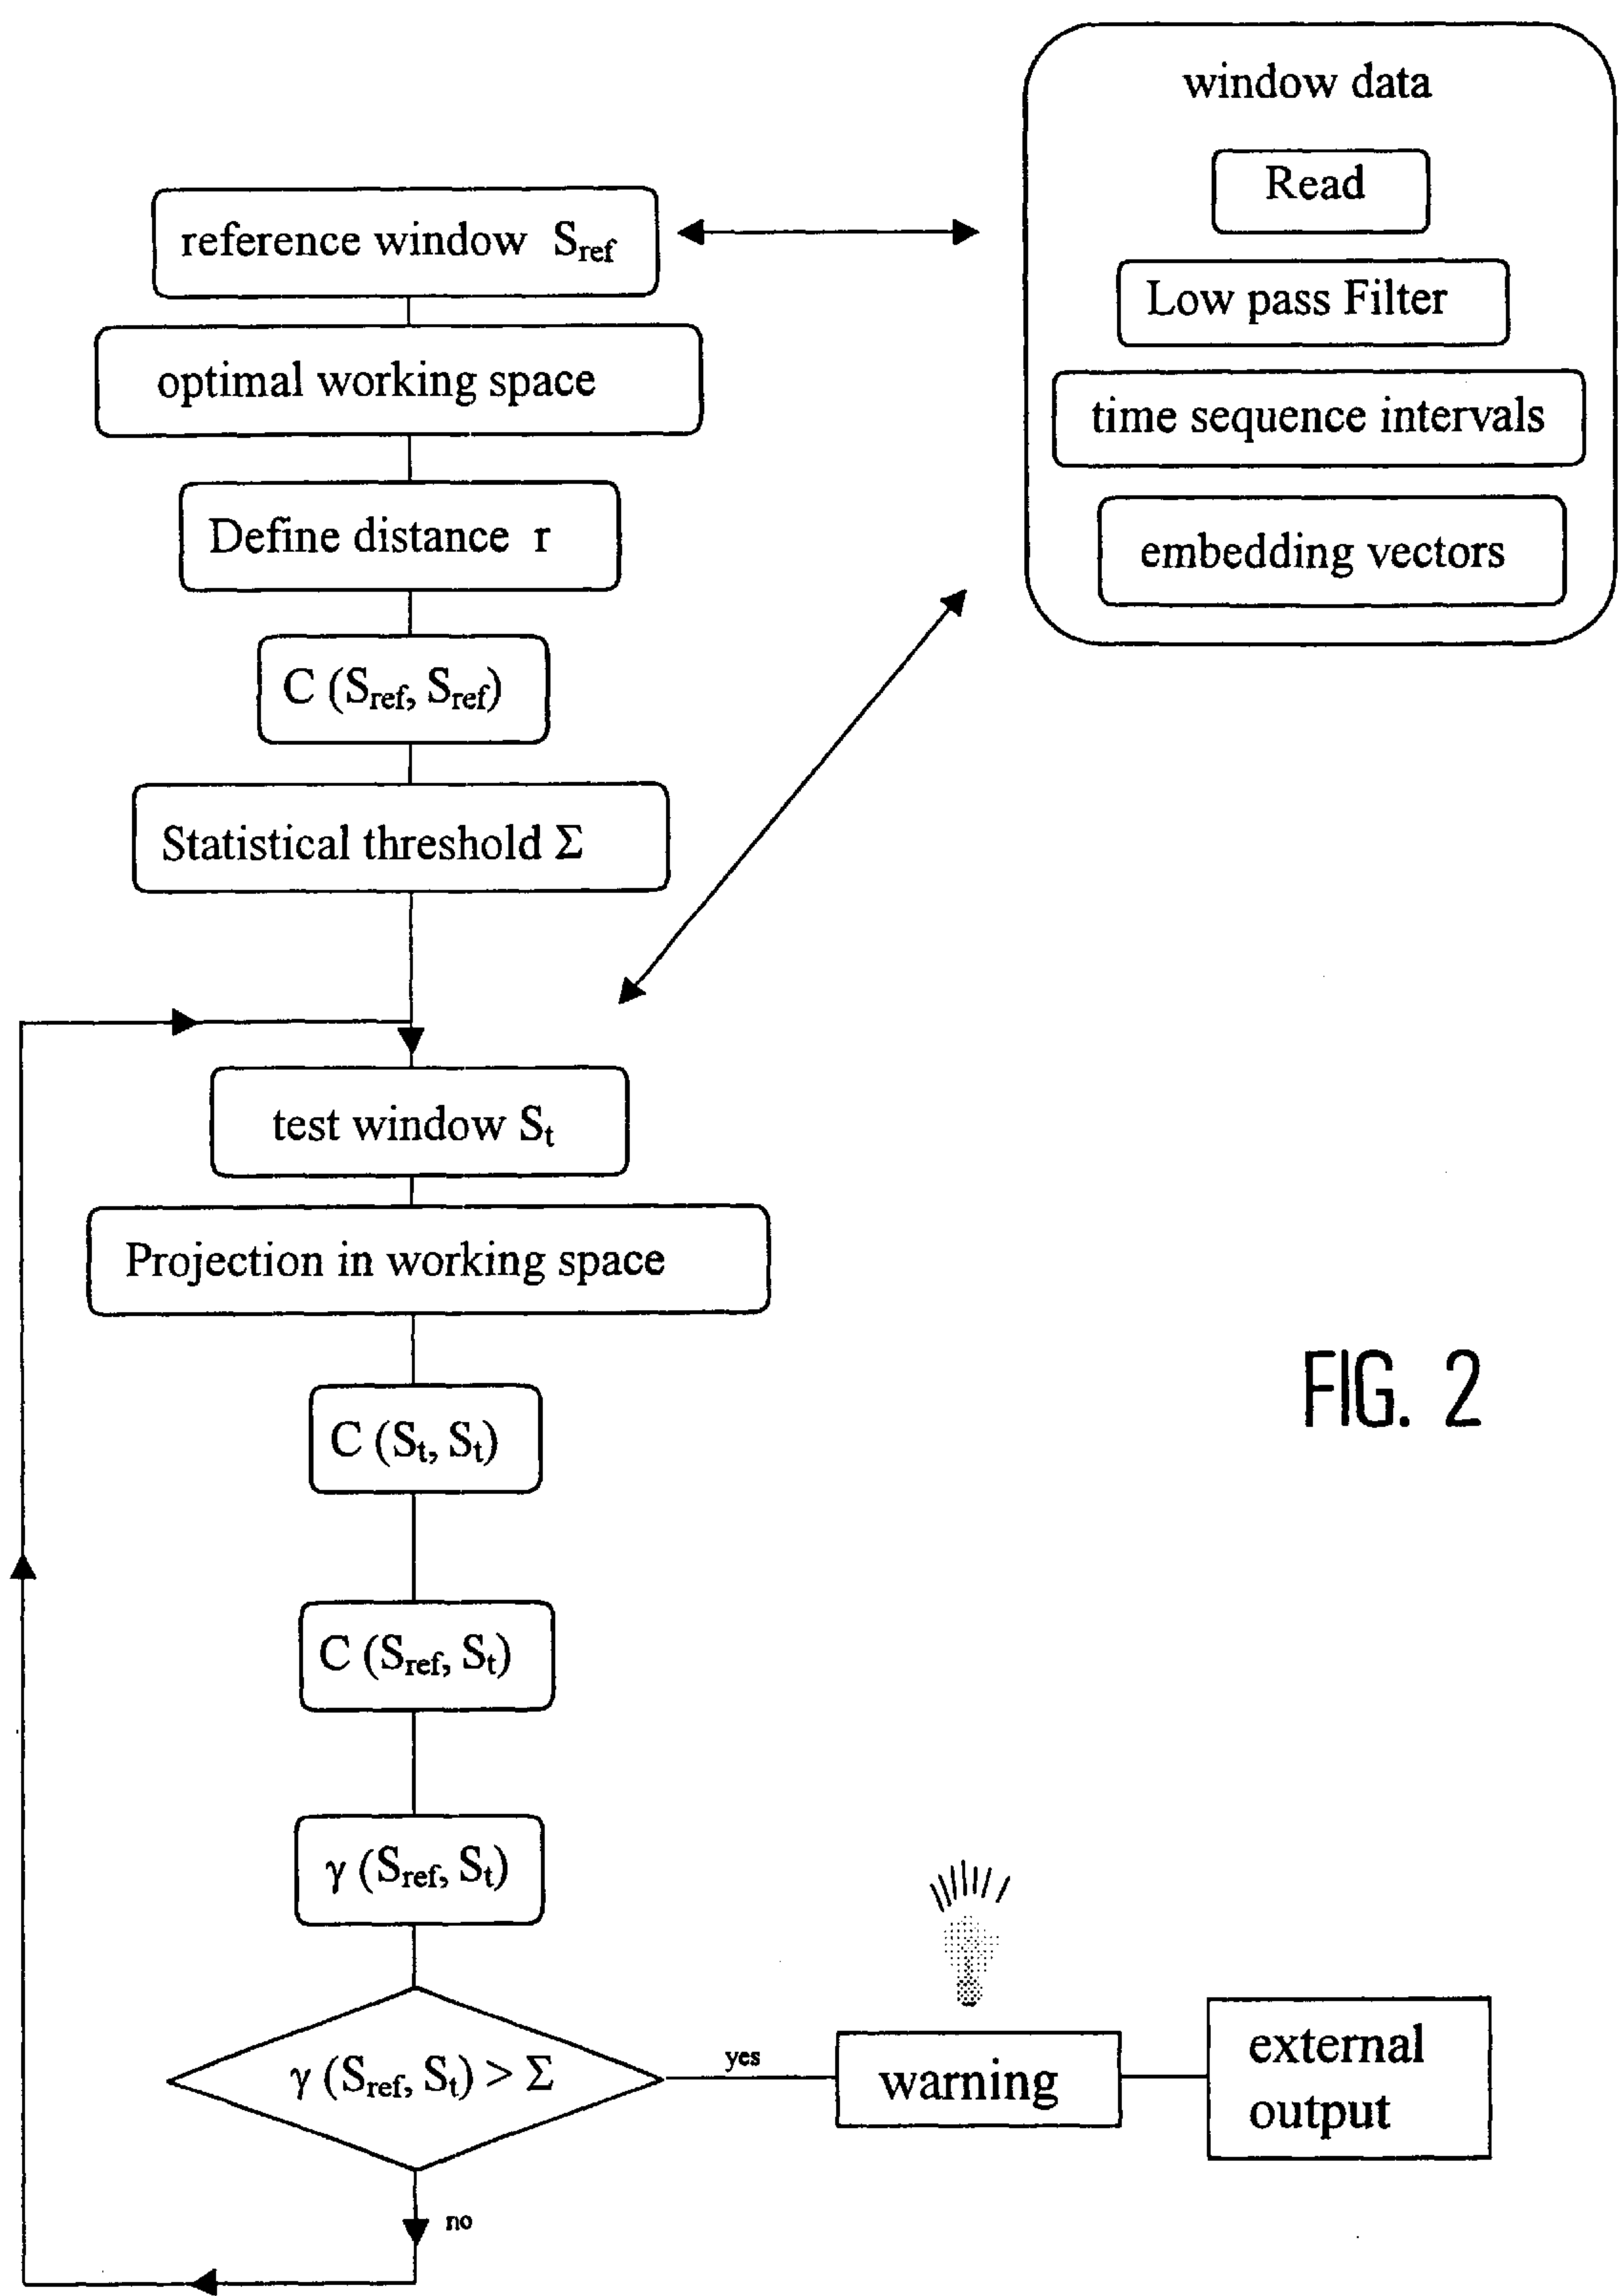 window data
Read
Low pass Filter
time sequence intervals
embedding vectors
reference window S_ref
optimal working space
Define distance r
C (S_ref, S_ref)
Statistical threshold Σ
test window S_t
Projection in working space
C (S_t, S_t)
C (S_ref, S_t)
γ (S_ref, S_t)
γ (S_ref, S_t) > Σ
yes
warning
external
output
no
FIG. 2